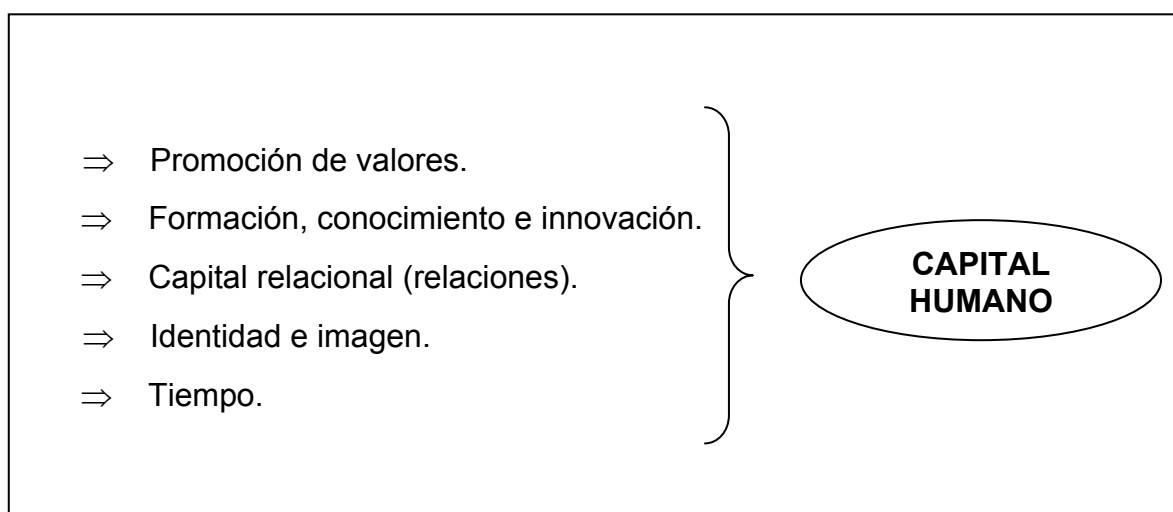 ⇒ Promoción de valores.
⇒ Formación, conocimiento e innovación.
⇒ Capital relacional (relaciones).
⇒ Identidad e imagen.
⇒ Tiempo.
CAPITAL
HUMANO